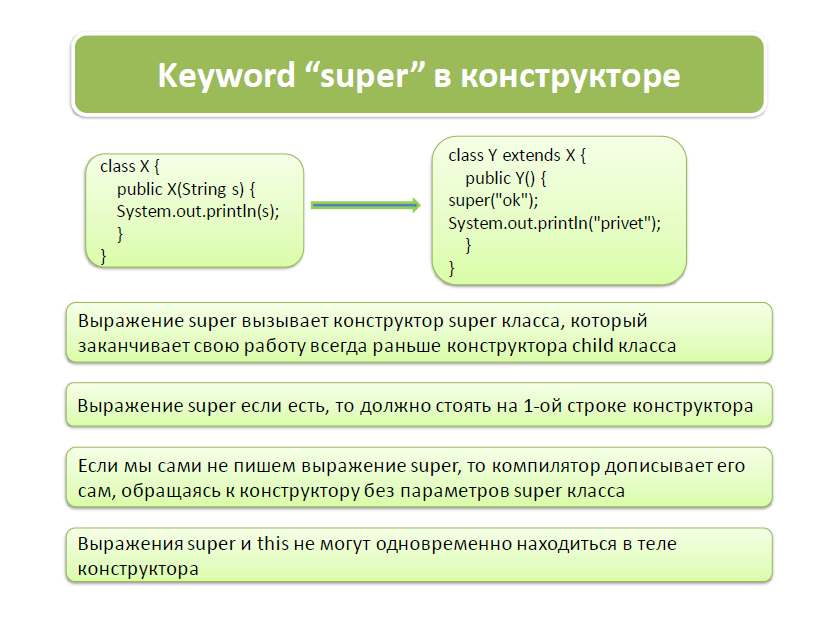 Keyword “super” в конструкторе
class X {
public X(String s) {
System.out.println(s);
}
}
class Y extends X {
public Y() {
super("ok");
System.out.println("privet");
}
}
Выражение super вызывает конструктор super класса, который
заканчивает свою работу всегда раньше конструктора child класса
Выражение super если есть, то должно стоять на 1-ой строке конструктора
Если мы сами не пишем выражение super, то компилятор дописывает его
сам, обращаясь к конструктору без параметров super класса
Выражения super и this не могут одновременно находиться в теле
конструктора